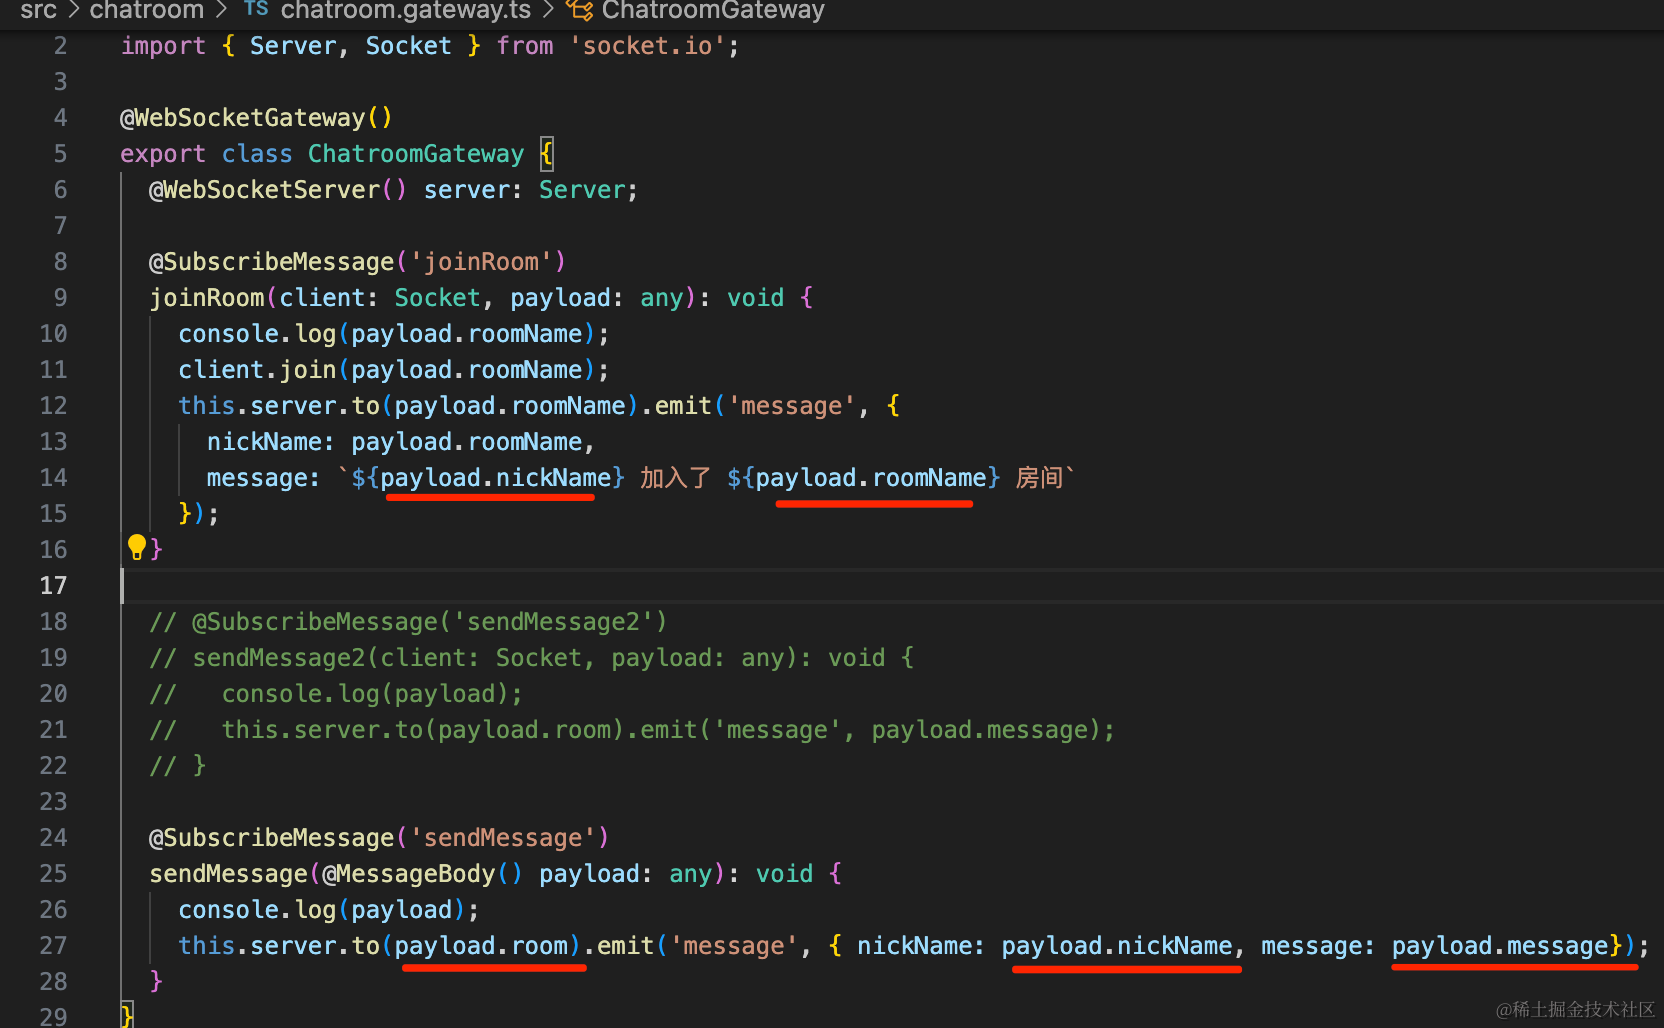 src > chatroom > TS chatroom.gateway.ts > ChatroomGateway
2 import { Server, Socket } from 'socket.io';
3
4 @WebSocketGateway()
5 export class ChatroomGateway {
6 @WebSocketServer() server: Server;
7
8 @SubscribeMessage('joinRoom')
9 joinRoom(client: Socket, payload: any): void {
10 console.log(payload.roomName);
11 client.join(payload.roomName);
12 this.server.to(payload.roomName).emit('message', {
13 nickName: payload.roomName,
14 message: `${payload.nickName} 加入了 ${payload.roomName} 房间`
15 });
16 }
17
18 // @SubscribeMessage('sendMessage2')
19 // sendMessage2(client: Socket, payload: any): void {
20 // console.log(payload);
21 // this.server.to(payload.room).emit('message', payload.message);
22 // }
23
24 @SubscribeMessage('sendMessage')
25 sendMessage(@MessageBody() payload: any): void {
26 console.log(payload);
27 this.server.to(payload.room).emit('message', { nickName: payload.nickName, message: payload.message});
28 }
29 }
@稀土掘金技术社区